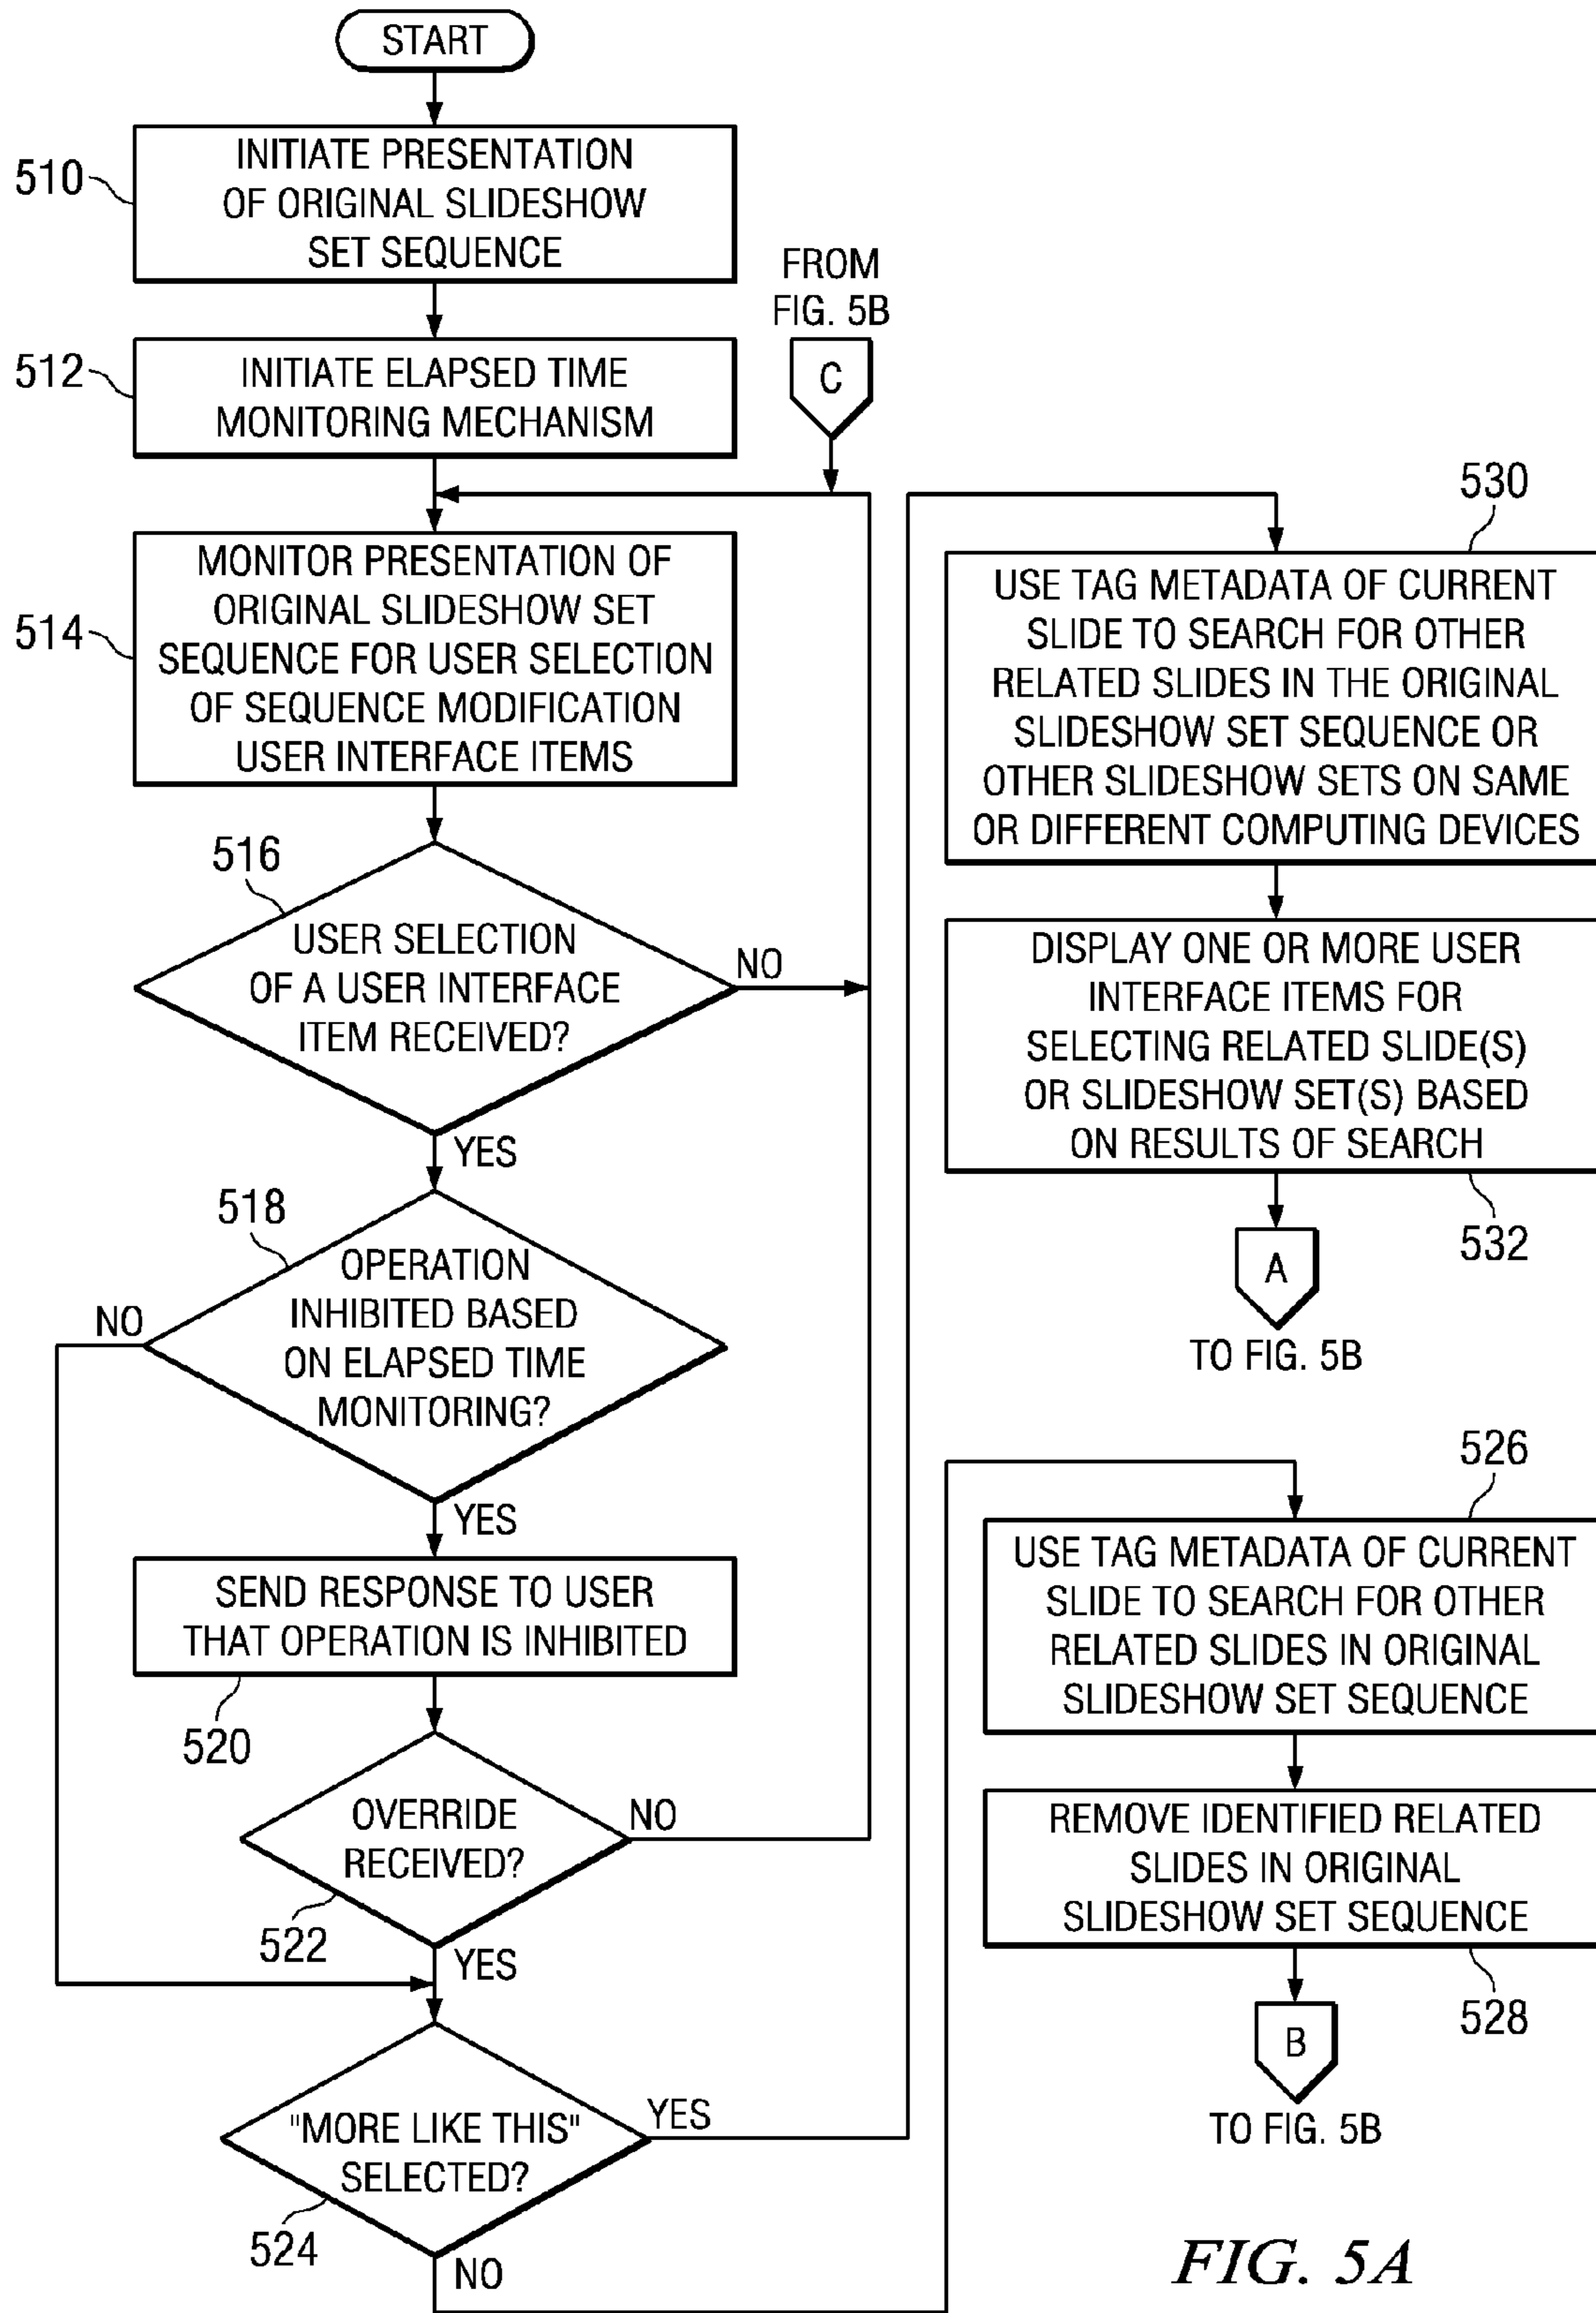 START
510
INITIATE PRESENTATION
OF ORIGINAL SLIDESHOW
SET SEQUENCE
512
INITIATE ELAPSED TIME
MONITORING MECHANISM
FROM
FIG. 5B
C
514
MONITOR PRESENTATION OF
ORIGINAL SLIDESHOW SET
SEQUENCE FOR USER SELECTION
OF SEQUENCE MODIFICATION
USER INTERFACE ITEMS
516
USER SELECTION
OF A USER INTERFACE
ITEM RECEIVED?
NO
YES
518
OPERATION
INHIBITED BASED
ON ELAPSED TIME
MONITORING?
NO
YES
SEND RESPONSE TO USER
THAT OPERATION IS INHIBITED
520
OVERRIDE
RECEIVED?
NO
522
YES
"MORE LIKE THIS"
SELECTED?
YES
524
NO
530
USE TAG METADATA OF CURRENT
SLIDE TO SEARCH FOR OTHER
RELATED SLIDES IN THE ORIGINAL
SLIDESHOW SET SEQUENCE OR
OTHER SLIDESHOW SETS ON SAME
OR DIFFERENT COMPUTING DEVICES
DISPLAY ONE OR MORE USER
INTERFACE ITEMS FOR
SELECTING RELATED SLIDE(S)
OR SLIDESHOW SET(S) BASED
ON RESULTS OF SEARCH
532
A
TO FIG. 5B
526
USE TAG METADATA OF CURRENT
SLIDE TO SEARCH FOR OTHER
RELATED SLIDES IN ORIGINAL
SLIDESHOW SET SEQUENCE
REMOVE IDENTIFIED RELATED
SLIDES IN ORIGINAL
SLIDESHOW SET SEQUENCE
528
B
TO FIG. 5B
FIG. 5A